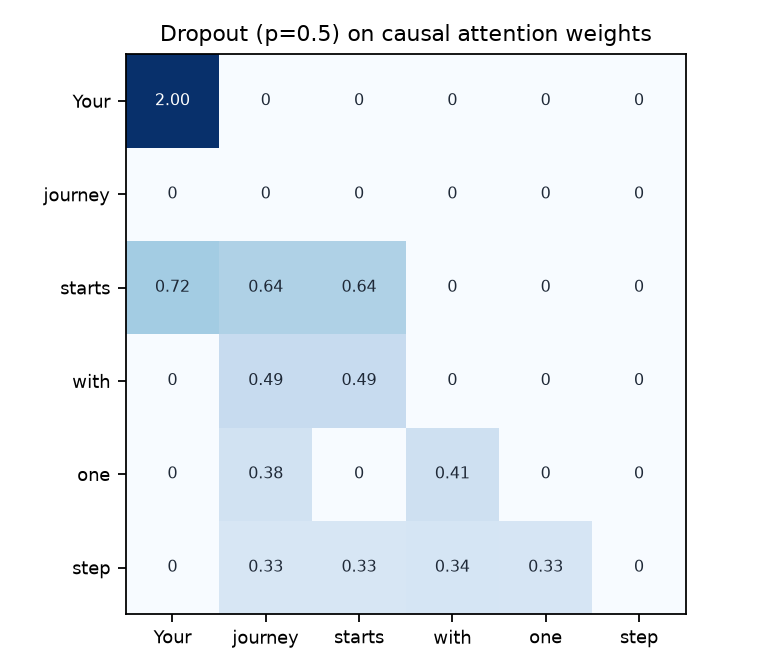 Dropout (p=0.5) on causal attention weights
Your 2.00 0 0 0 0 0
journey 0 0 0 0 0 0
starts 0.72 0.64 0.64 0 0 0
with 0 0.49 0.49 0 0 0
one 0 0.38 0 0.41 0 0
step 0 0.33 0.33 0.34 0.33 0
Your journey starts with one step